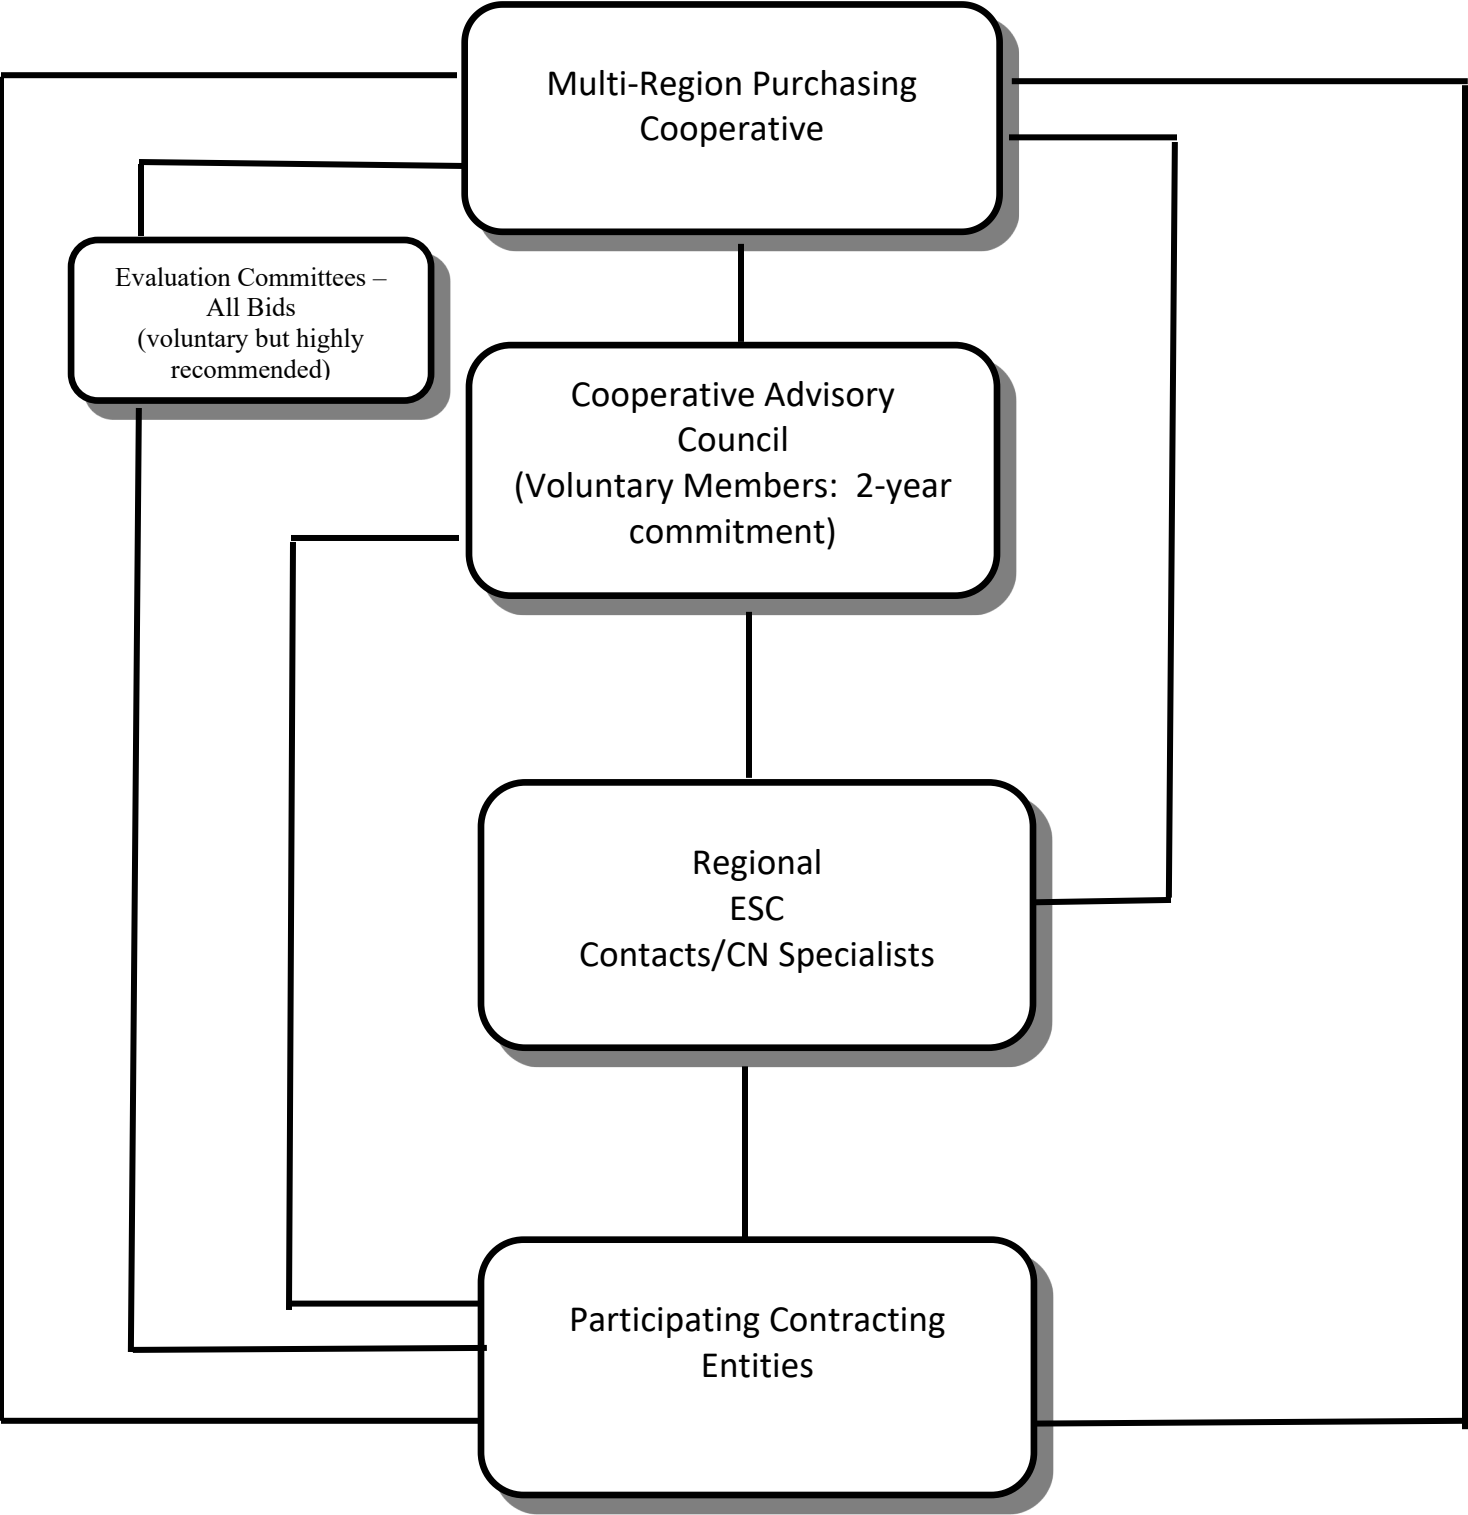 Multi-Region Purchasing
Cooperative
Evaluation Committees –
All Bids
(voluntary but highly
recommended)
Cooperative Advisory
Council
(Voluntary Members:  2-year
commitment)
Regional
ESC
Contacts/CN Specialists
Participating Contracting
Entities